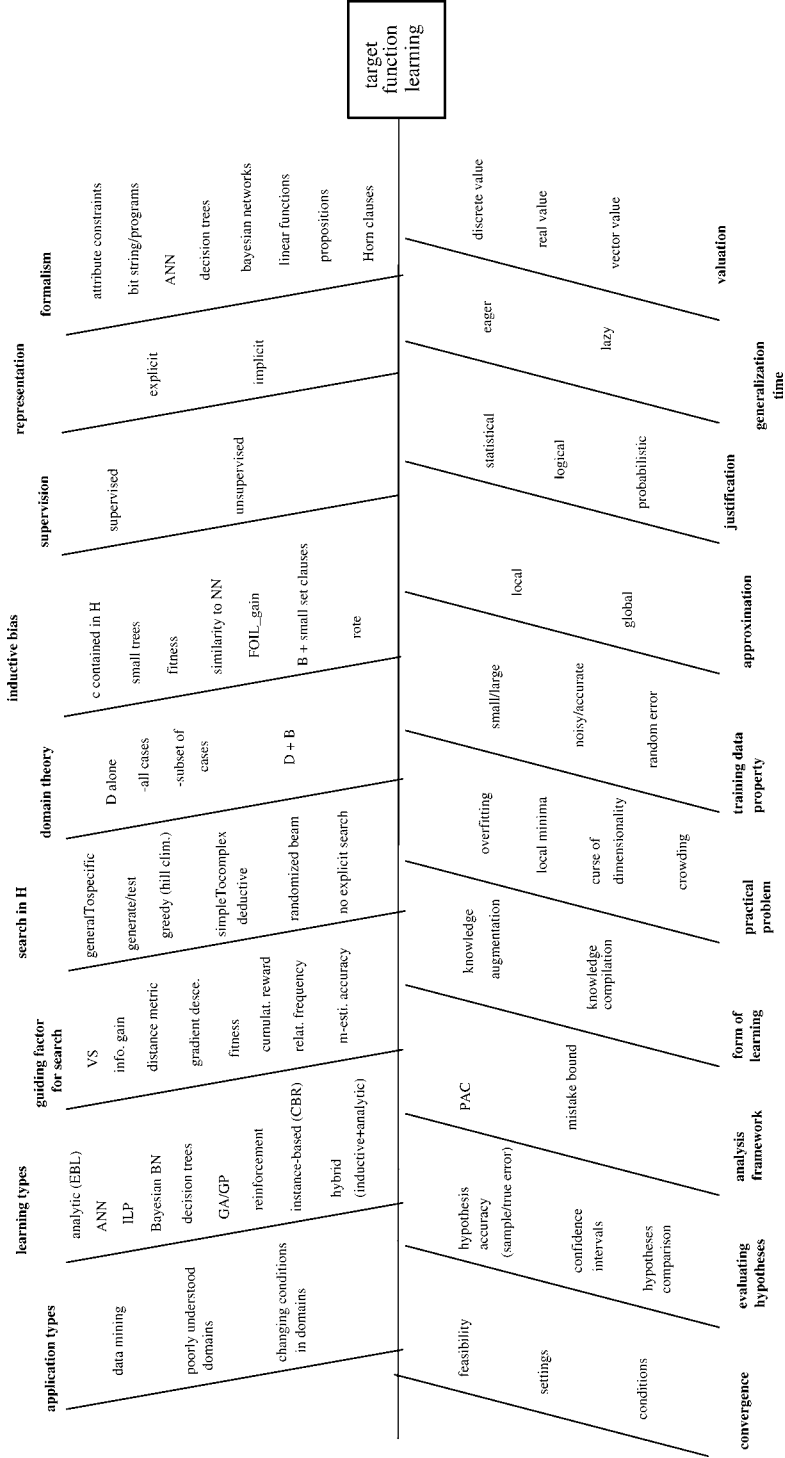 target
function
learning
application types
data mining
poorly understood
domains
changing conditions
in domains
learning types
analytic (EBL)
ANN
ILP
Bayesian BN
decision trees
GA/GP
reinforcement
instance-based (CBR)
hybrid
(inductive+analytic)
guiding factor
for search
VS
info. gain
distance metric
gradient desce.
fitness
cumulat. reward
relat. frequency
m-esti. accuracy
search in H
generalTospecific
generate/test
greedy (hill clim.)
simpleTocomplex
deductive
randomized beam
no explicit search
domain theory
D alone
-all cases
-subset of
cases
D + B
inductive bias
c contained in H
small trees
fitness
similarity to NN
FOIL_gain
B + small set clauses
rote
supervision
supervised
unsupervised
representation
explicit
implicit
formalism
attribute constraints
bit string/programs
ANN
decision trees
bayesian networks
linear functions
propositions
Horn clauses
feasibility
settings
conditions
convergence
hypothesis
accuracy
(sample/true error)
confidence
intervals
hypotheses
comparison
evaluating
hypotheses
PAC
mistake bound
analysis
framework
knowledge
augmentation
knowledge
compilation
form of
learning
overfitting
local minima
curse of
dimensionality
crowding
practical
problem
small/large
noisy/accurate
random error
training data
property
local
global
approximation
statistical
logical
probabilistic
justification
eager
lazy
generalization
time
discrete value
real value
vector value
valuation